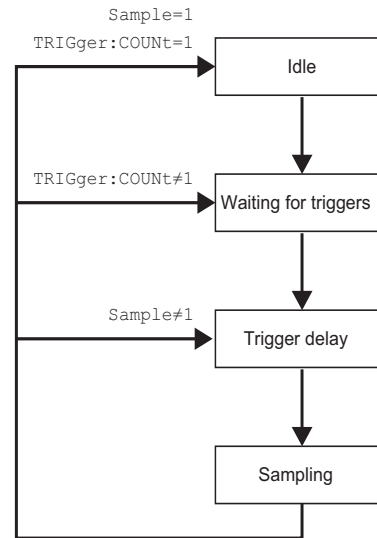 Sample=1
TRIGger:COUNt=1
Idle
TRIGger:COUNt≠1
Waiting for triggers
Sample≠1
Trigger delay
Sampling